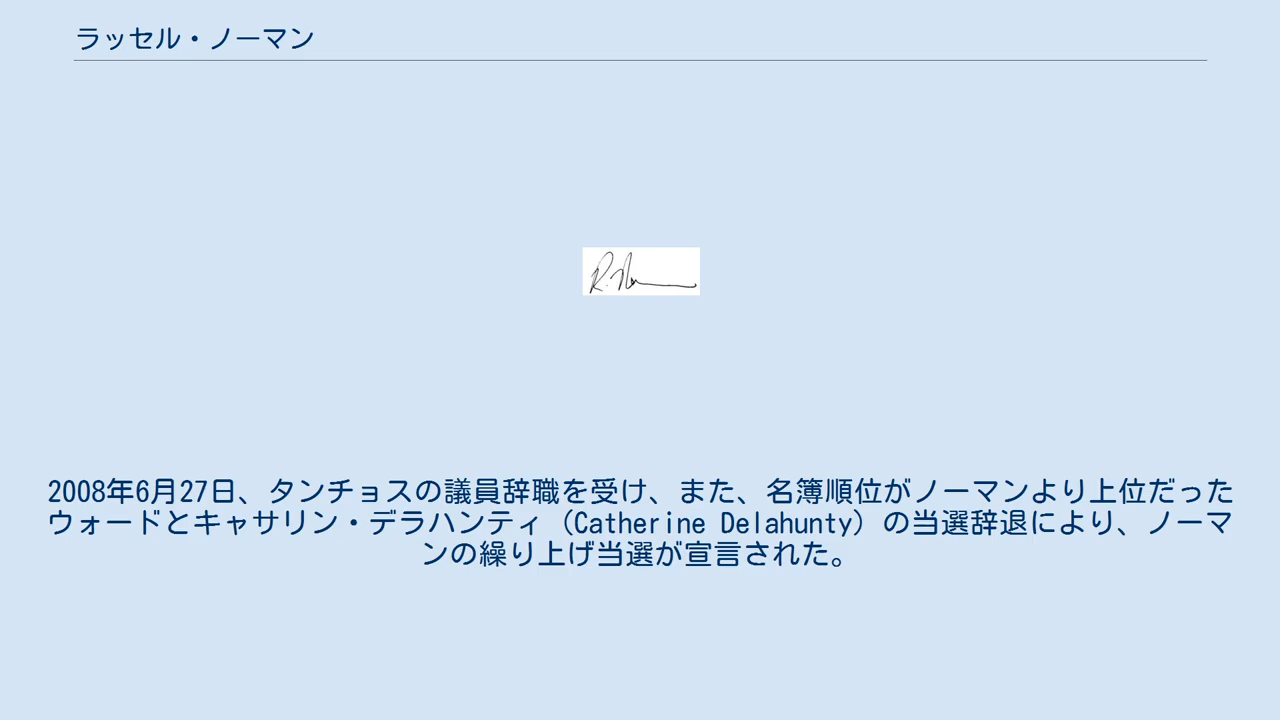 ラッセル・ノーマン
R. No
2008年6月27日、タンチョスの議員辞職を受け、また、名簿順位がノーマンより上位だった
ウォードとキャサリン・デラハンティ（Catherine Delahunty）の当選辞退により、ノーマ
ンの繰り上げ当選が宣言された。